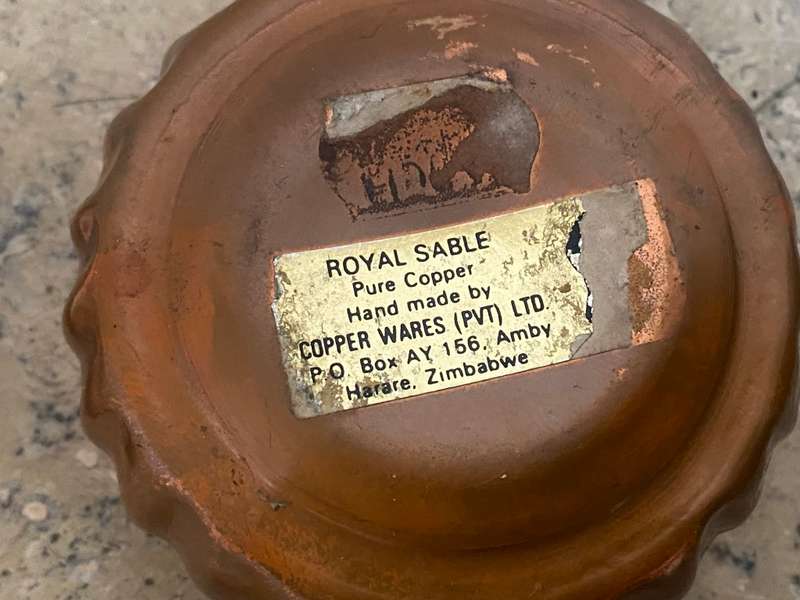 ROYAL SABLE
Pure Copper
Hand made by
COPPER WARES (PVT) LTD.
P.O. Box AY 156, Amby
Harare, Zimbabwe